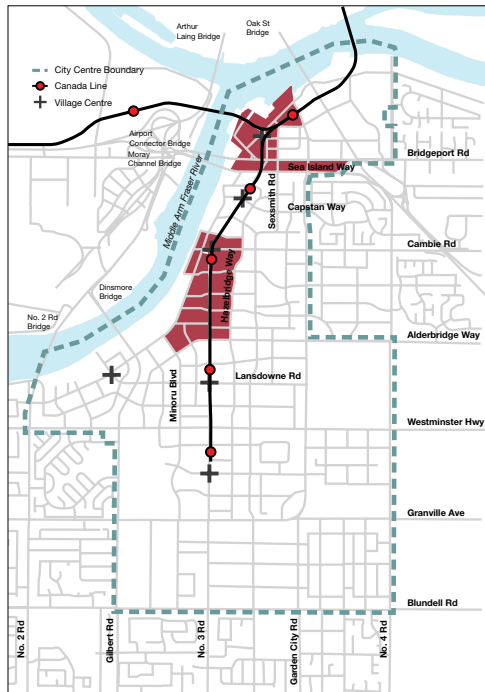 Arthur
Laing Bridge
Oak St
Bridge
City Centre Boundary
Canada Line
Village Centre
Airport
Connector Bridge
Moray
Channel Bridge
Bridgeport Rd
Sea Island Way
Middle Arm Fraser River
Sexsmith Rd
Capstan Way
Cambie Rd
Hazelbridge Way
Dinsmore
Bridge
No. 2 Rd
Bridge
Alderbridge Way
Minoru Blvd
Lansdowne Rd
Westminster Hwy
Granville Ave
Blundell Rd
No. 2 Rd
Gilbert Rd
No. 3 Rd
Garden City Rd
No. 4 Rd